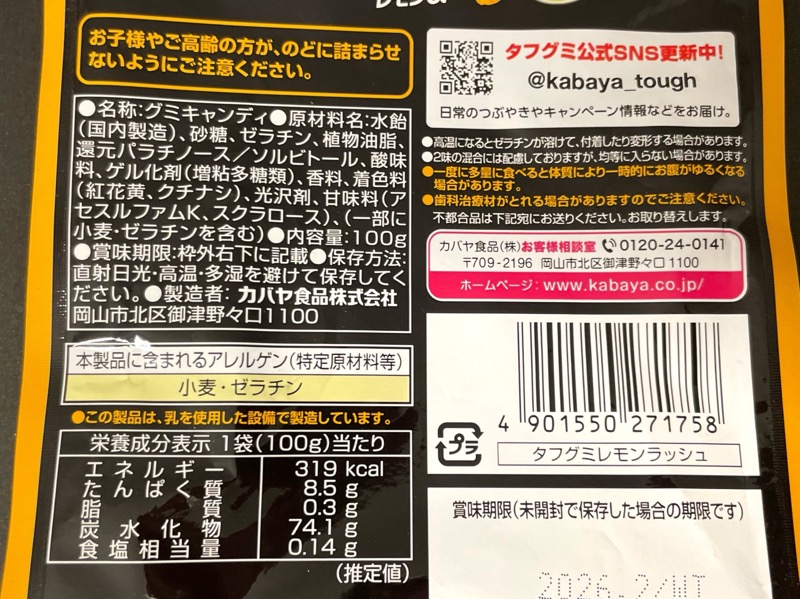 お子様やご高齢の方が、のどに詰まらせ
ないようにご注意ください。
●名称:グミキャンディ●原材料名:水飴
(国内製造)、砂糖、ゼラチン、植物油脂、
還元パラチノース/ソルビトール、酸味
料、ゲル化剤(増粘多糖類)、香料、着色料
(紅花黄、クチナシ)、光沢剤、甘味料(ア
セスルファムK、スクラロース)、(一部に
小麦・ゼラチンを含む)●内容量:100g
●賞味期限:枠外右下に記載●保存方法:
直射日光・高温・多湿を避けて保存してく
ださい。●製造者: カバヤ食品株式会社
岡山市北区御津野々口1100
本製品に含まれるアレルゲン(特定原材料等)
小麦・ゼラチン
●この製品は、乳を使用した設備で製造しています。
栄養成分表示 1袋(100g)当たり
エネルギー 319 kcal
たんぱく質 8.5 g
脂質 0.3 g
炭水化物 74.1 g
食塩相当量 0.14 g
(推定値)
タフグミ公式SNS更新中!
@kabaya_tough
日常のつぶやきやキャンペーン情報などをお届け。
●高温になるとゼラチンが溶けて、付着したり変形する場合があります。
●2味の混合には配慮しておりますが、均等に入らない場合があります。
●一度に多量に食べると体質により一時的にお腹がゆるくなる
場合があります。
●歯科治療材がとれる場合がありますのでご注意ください。
不都合品は下記宛にお送りください。お取り替えします。
カバヤ食品(株)お客様相談室 0120-24-0141
〒709-2196 岡山市北区御津野々口1100
ホームページ: www.kabaya.co.jp/
4 901550 271758
プラ
タフグミレモンラッシュ
賞味期限(未開封で保存した場合の期限です)